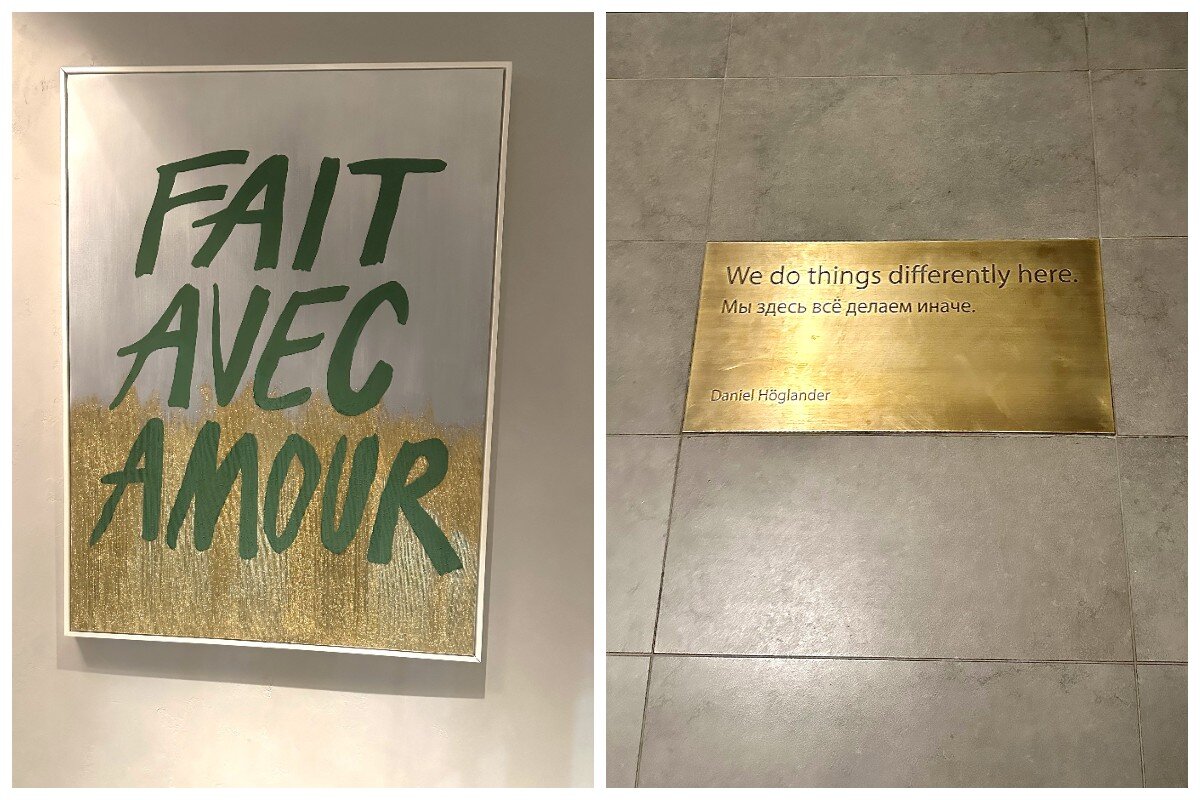 FAIT
AVEC
AMOUR
We do things differently here.
Мы здесь всё делаем иначе.
Daniel Höglander